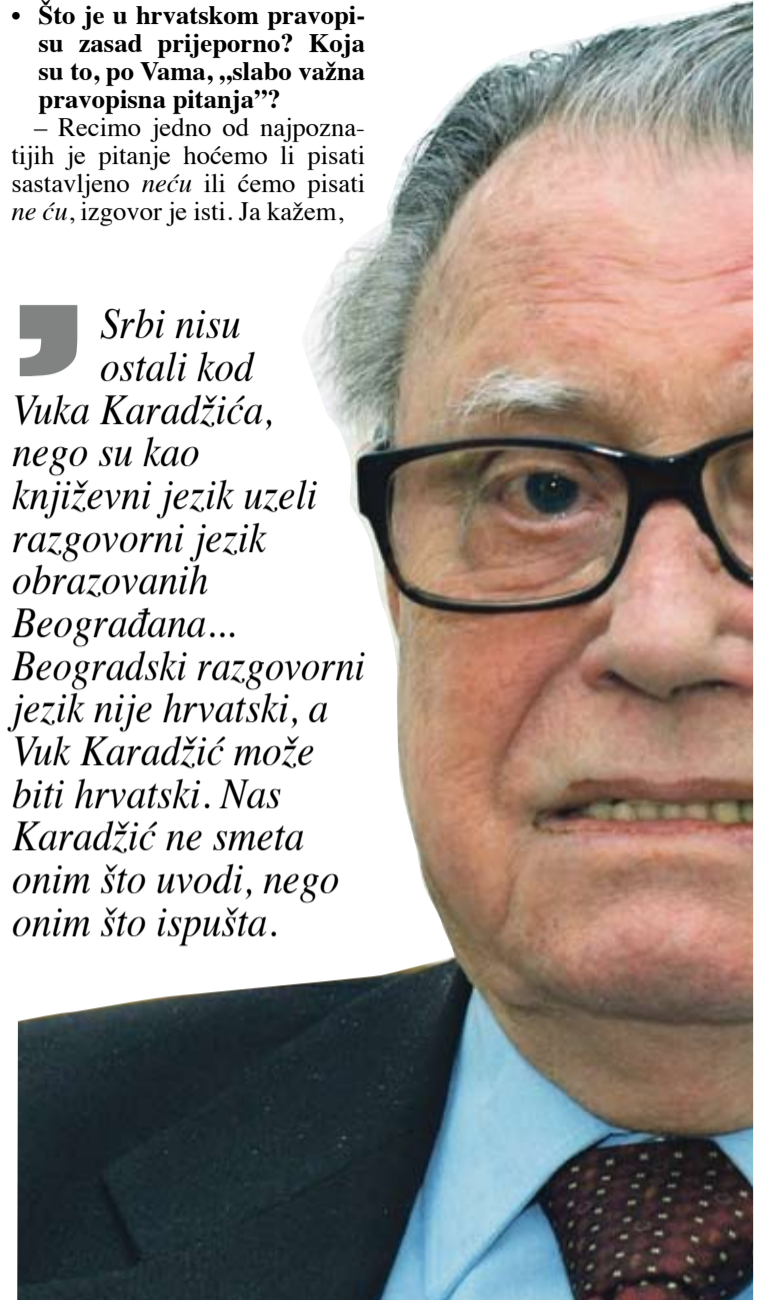 • Što je u hrvatskom pravopi-
su zasad prijeporno? Koja
su to, po Vama, „slabo važna
pravopisna pitanja”?
– Recimo jedno od najpozna-
tijih je pitanje hoćemo li pisati
sastavljeno neću ili ćemo pisati
ne ću, izgovor je isti. Ja kažem,
Srbi nisu
ostali kod
Vuka Karadžića,
nego su kao
književni jezik uzeli
razgovorni jezik
obrazovanih
Beograđana...
Beogradski razgovorni
jezik nije hrvatski, a
Vuk Karadžić može
biti hrvatski. Nas
Karadžić ne smeta
onim što uvodi, nego
onim što ispušta.